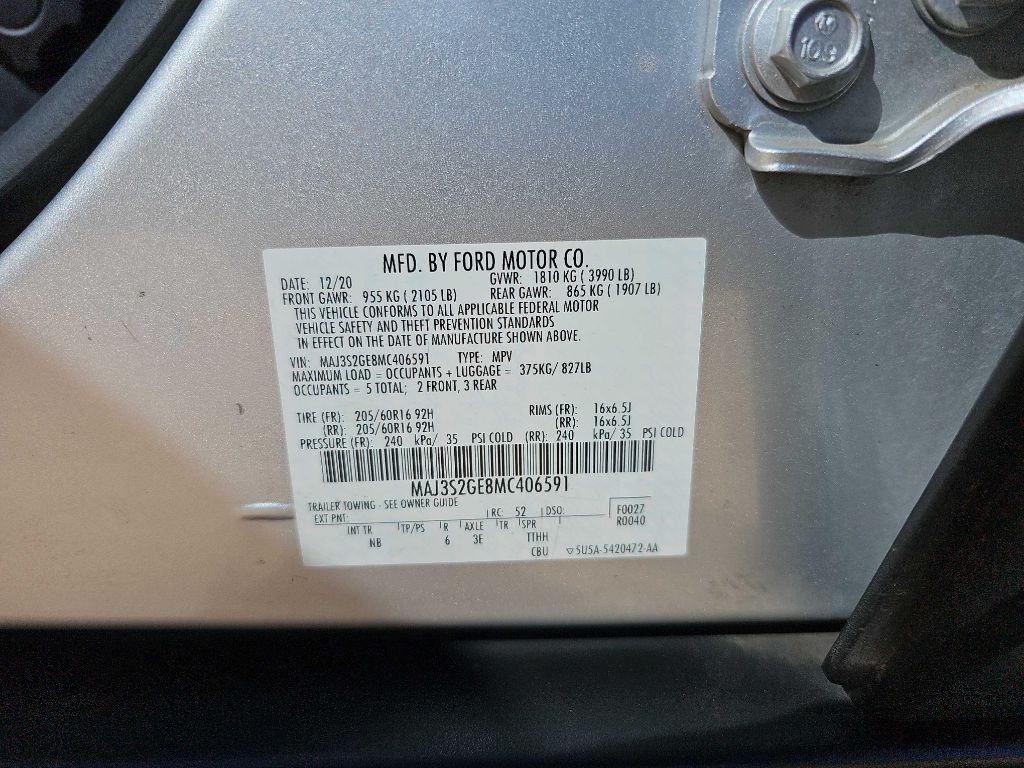 10.9
MFD. BY FORD MOTOR CO.
DATE: 12/20 GVWR: 1810 KG ( 3990 LB)
FRONT GAWR: 955 KG ( 2105 LB) REAR GAWR: 865 KG ( 1907 LB)
THIS VEHICLE CONFORMS TO ALL APPLICABLE FEDERAL MOTOR
VEHICLE SAFETY AND THEFT PREVENTION STANDARDS
IN EFFECT ON THE DATE OF MANUFACTURE SHOWN ABOVE.
VIN: MAJ3S2GE8MC406591 TYPE: MPV
MAXIMUM LOAD = OCCUPANTS + LUGGAGE = 375KG/ 827LB
OCCUPANTS = 5 TOTAL; 2 FRONT, 3 REAR
TIRE (FR): 205/60R16 92H RIMS (FR): 16x6.5J
(RR): 205/60R16 92H (RR): 16x6.5J
PRESSURE (FR): 240 kPa/ 35 PSI COLD (RR): 240 kPa/ 35 PSI COLD
MAJ3S2GE8MC406591
TRAILER TOWING - SEE OWNER GUIDE
EXT PNT: RC: 52 DSO: F0027
R0040
INT TR TP/PS R AXLE TR SPR
NB 6 3E TTHH
CBU ▽5U5A-5420472-AA